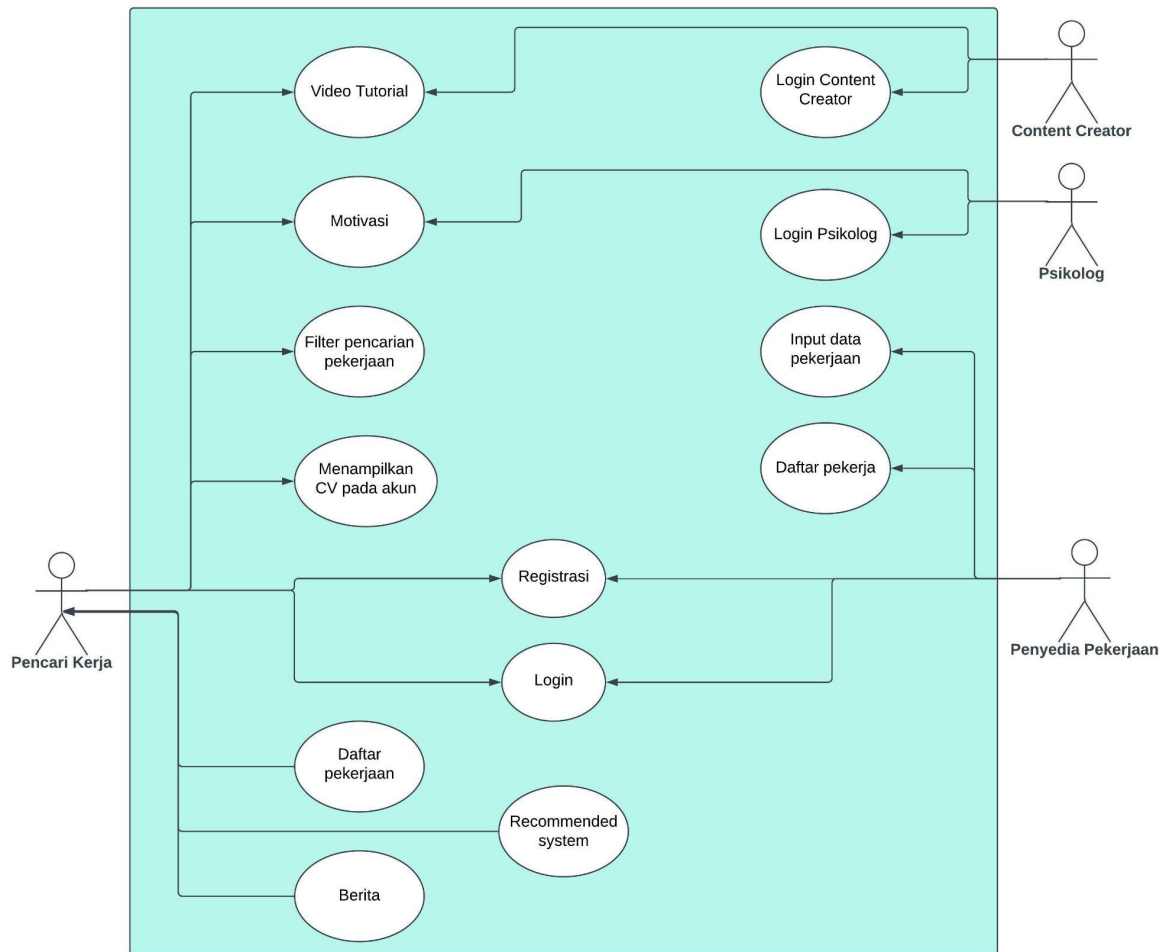 Video Tutorial
Login Content
Creator
Content Creator
Motivasi
Login Psikolog
Psikolog
Filter pencarian
pekerjaan
Input data
pekerjaan
Menampilkan
CV pada akun
Daftar pekerja
Registrasi
Pencari Kerja
Login
Penyedia Pekerjaan
Daftar
pekerjaan
Recommended
system
Berita